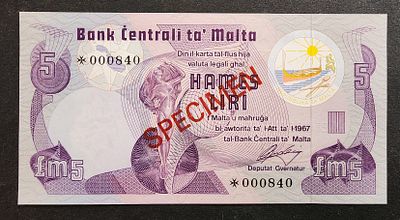 Bank Ċentrali ta' Malta
*000840
Din il karta tal flus hija
valuta legali għal
5
5
ĦAMES
LIRI
SPECIMEN
f' Malta u maħruġa
bl-awtorita ta' l-Att ta' l-1967
tal-Bank Ċentrali ta' Malta
£m5
£m5
Deputat Gvernatur
*000840